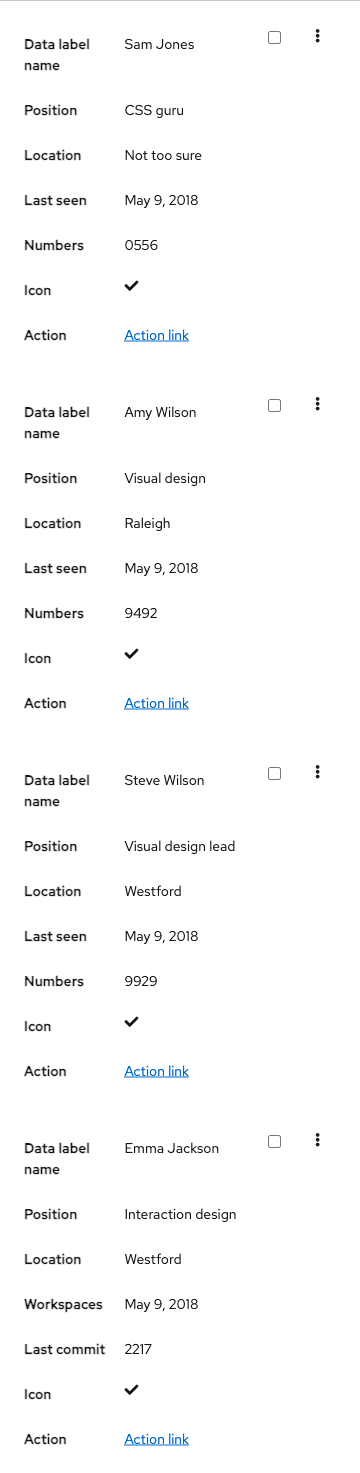 Data label name Sam Jones
Position CSS guru
Location Not too sure
Last seen May 9, 2018
Numbers 0556
Icon
Action Action link
Data label name Amy Wilson
Position Visual design
Location Raleigh
Last seen May 9, 2018
Numbers 9492
Icon
Action Action link
Data label name Steve Wilson
Position Visual design lead
Location Westford
Last seen May 9, 2018
Numbers 9929
Icon
Action Action link
Data label name Emma Jackson
Position Interaction design
Location Westford
Workspaces May 9, 2018
Last commit 2217
Icon
Action Action link